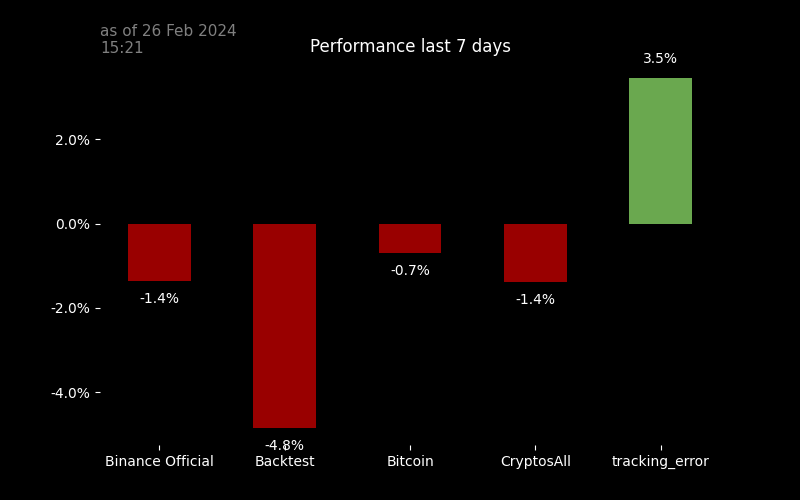 as of 26 Feb 2024
15:21
Performance last 7 days
3.5%
2.0%
0.0%
-2.0%
-4.0%
-1.4%
-4.8%
-0.7%
-1.4%
Binance Official
Backtest
Bitcoin
CryptosAll
tracking_error